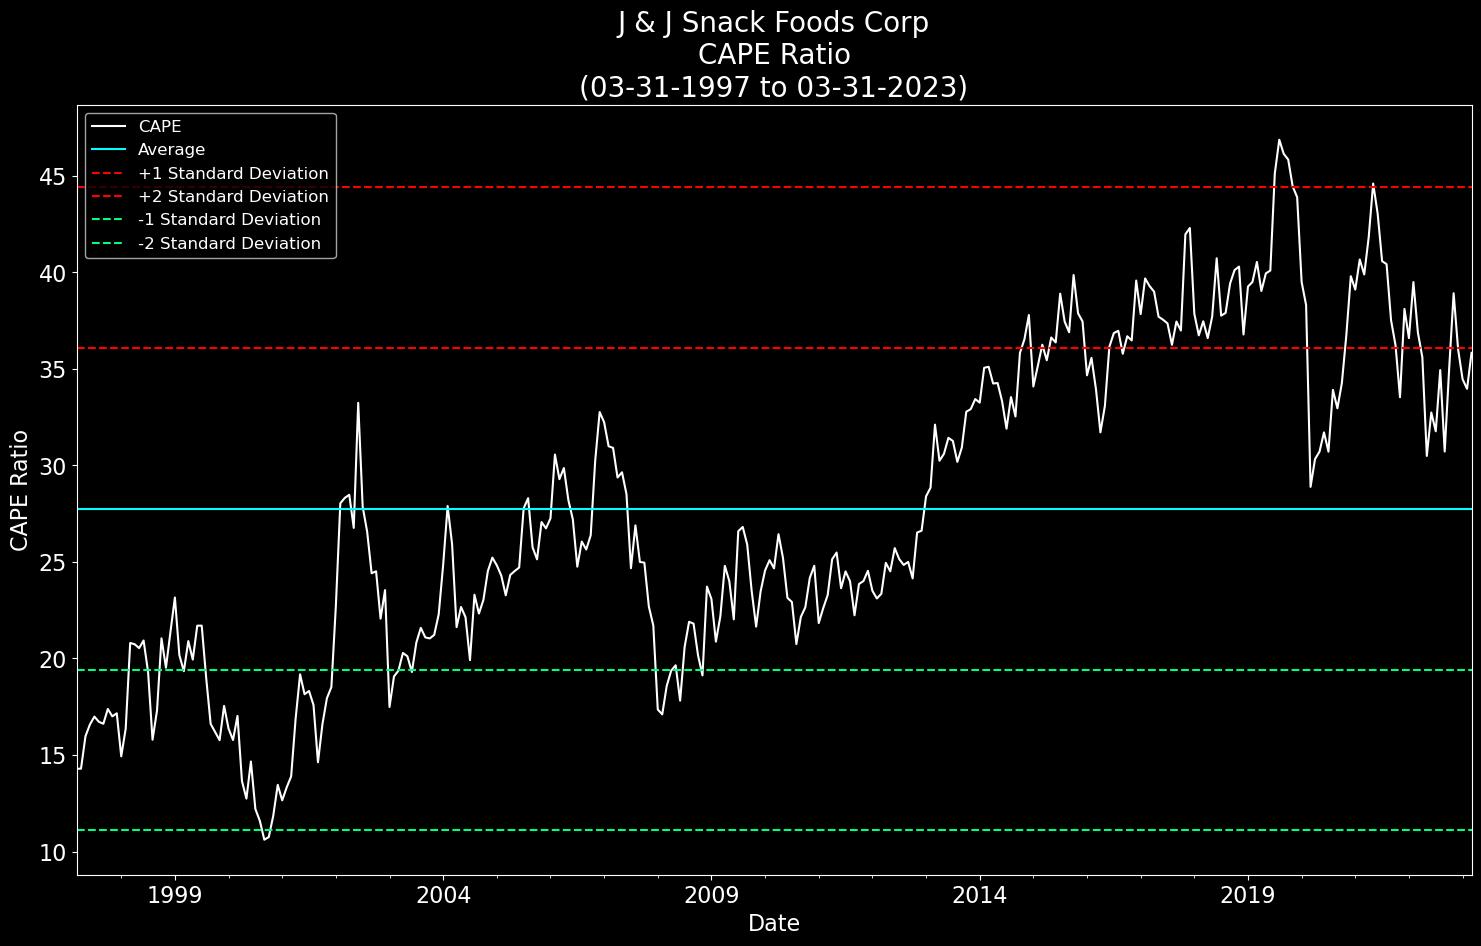 J & J Snack Foods Corp
CAPE Ratio
(03-31-1997 to 03-31-2023)
CAPE
Average
+1 Standard Deviation
+2 Standard Deviation
-1 Standard Deviation
-2 Standard Deviation
45
40
35
30
25
20
15
10
CAPE Ratio
1999 2004 2009 2014 2019
Date